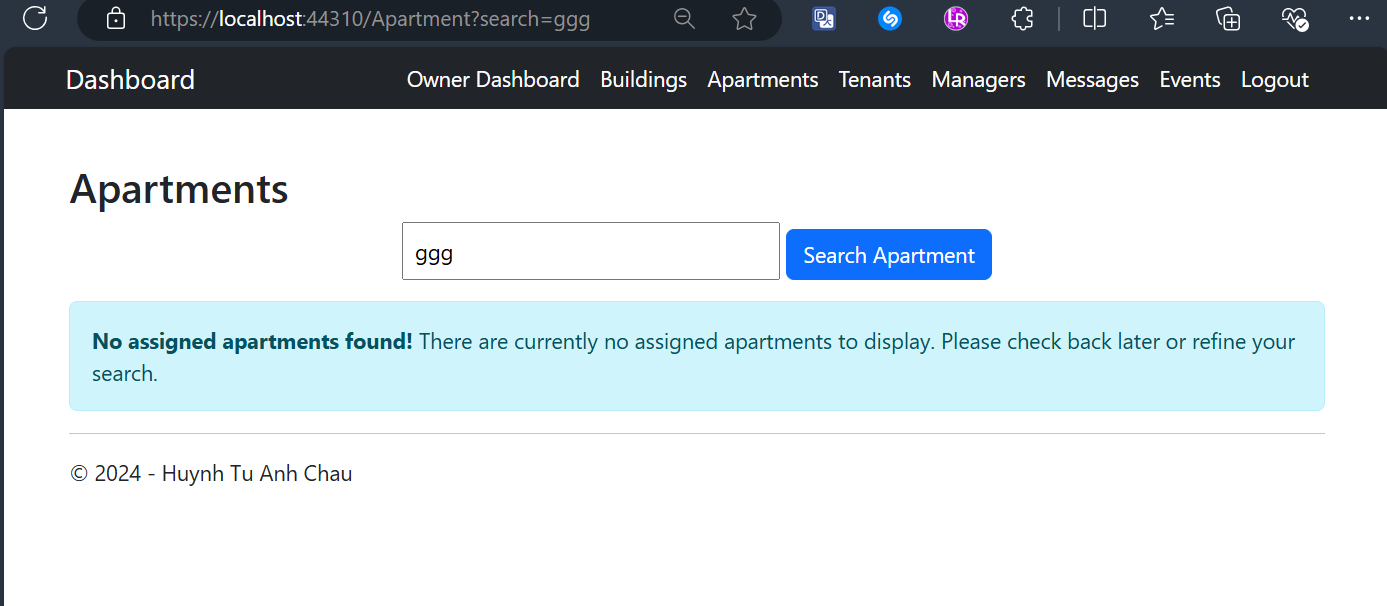 https://localhost:44310/Apartment?search=ggg
Dashboard Owner Dashboard Buildings Apartments Tenants Managers Messages Events Logout
Apartments
ggg Search Apartment
No assigned apartments found! There are currently no assigned apartments to display. Please check back later or refine your
search.
© 2024 - Huynh Tu Anh Chau